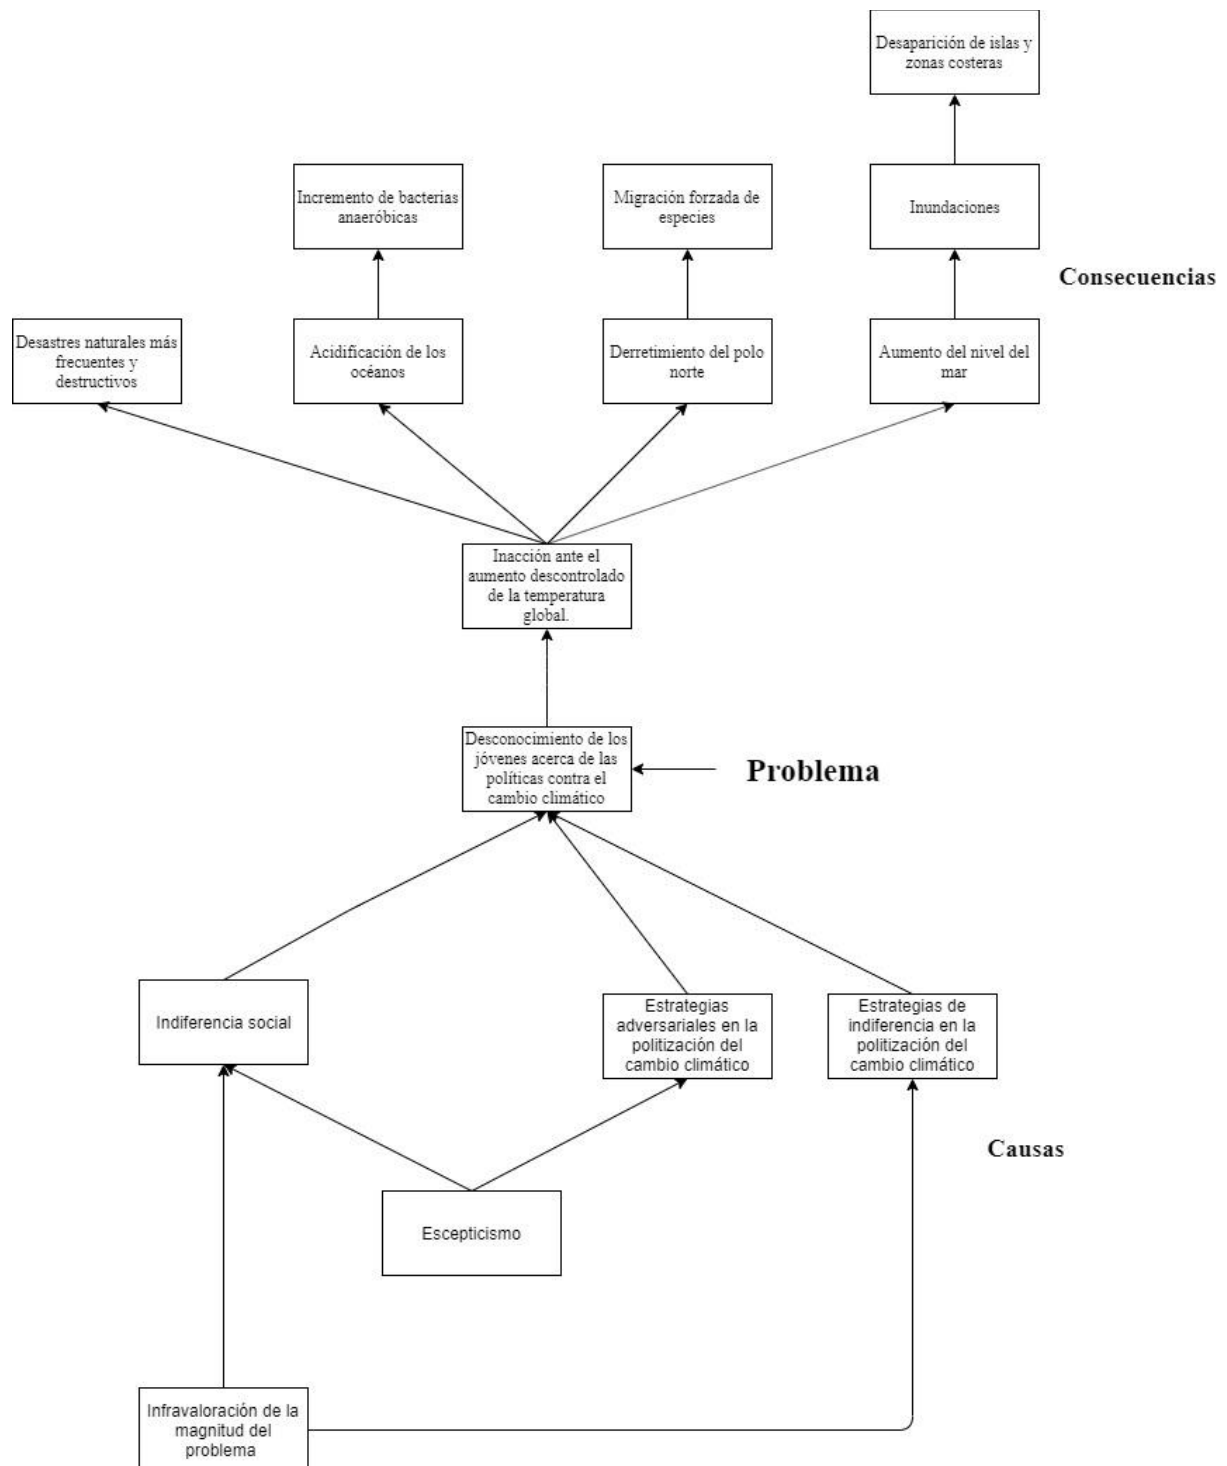 Desaparición de islas y
zonas costeras
Incremento de bacterias
anaeróbicas
Migración forzada de
especies
Inundaciones
Consecuencias
Desastres naturales más
frecuentes y
destructivos
Acidificación de los
océanos
Derretimiento del polo
norte
Aumento del nivel del
mar
Inacción ante el
aumento descontrolado
de la temperatura
global.
Desconocimiento de los
jóvenes acerca de las
políticas contra el
cambio climático
Problema
Indiferencia social
Estrategias
adversariales en la
politización del
cambio climático
Estrategias de
indiferencia en la
politización del
cambio climático
Causas
Escepticismo
Infravaloración de la
magnitud del
problema